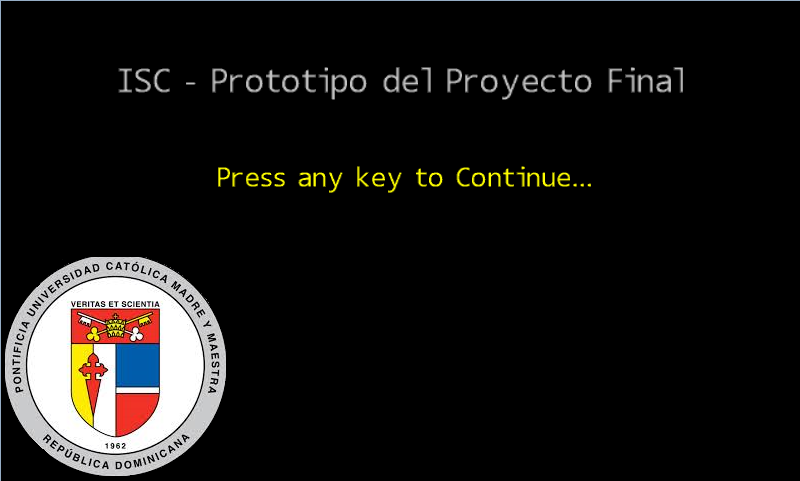 ISC - Prototipo del Proyecto Final
Press any key to Continue...
PONTIFICIA UNIVERSIDAD CATÓLICA MADRE Y MAESTRA
VERITAS ET SCIENTIA
1962
REPÚBLICA DOMINICANA